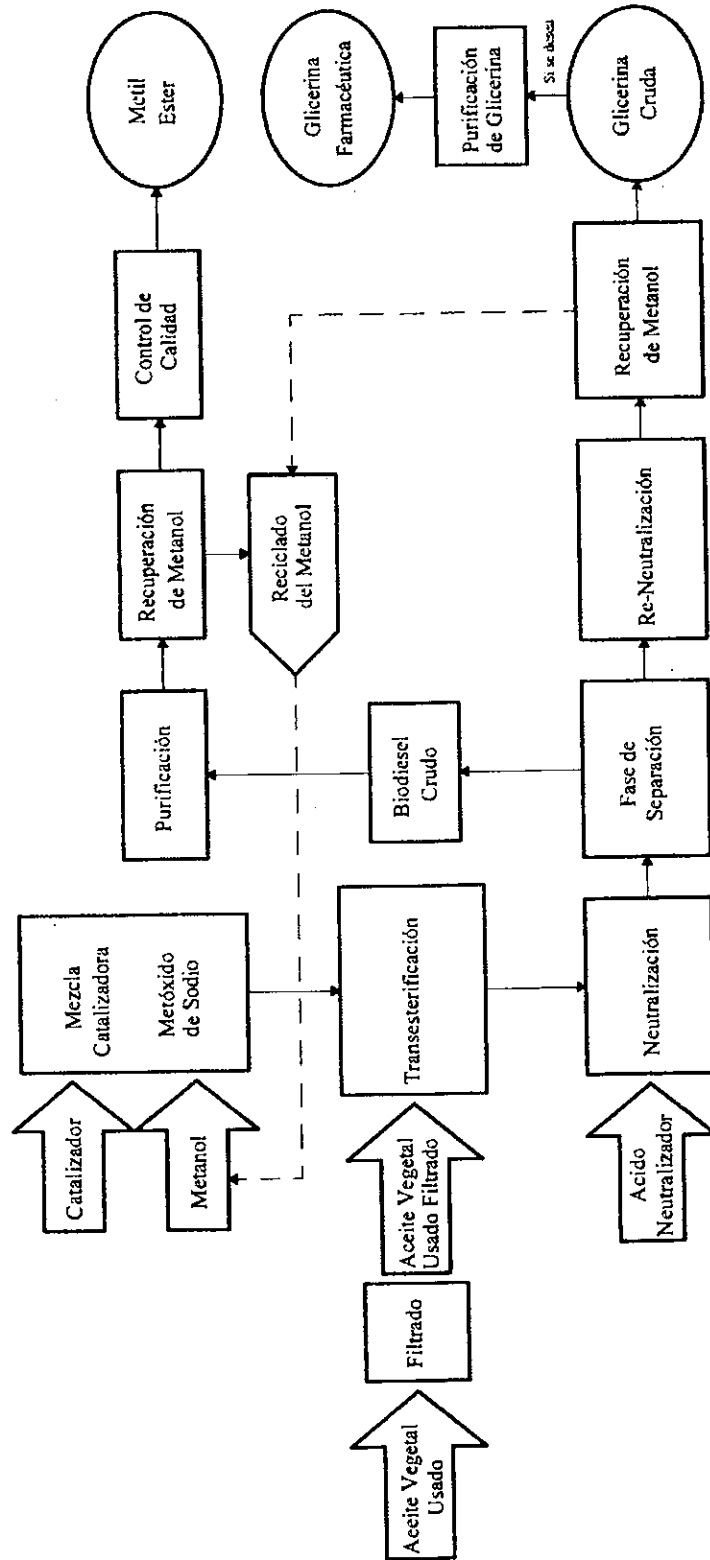 Catalizador
Metanol
Mezcla
Catalizadora
Metóxido
de Sodio
Aceite Vegetal
Usado
Filtrado
Aceite Vegetal
Usado Filtrado
Transesterificación
Acido
Neutralizador
Neutralización
Fase de
Separación
Biodiesel
Crudo
Purificación
Recuperación
de Metanol
Reciclado
del Metanol
Control de
Calidad
Metil
Ester
Re-Neutralización
Recuperación
de Metanol
Glicerina
Cruda
Si se desea
Purificación
de Glicerina
Glicerina
Farmacéutica